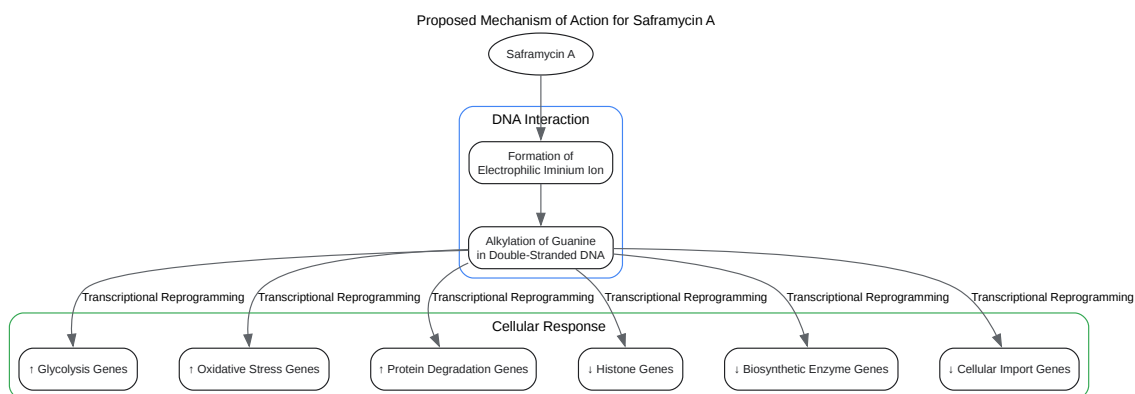 Proposed Mechanism of Action for Saframycin A
Saframycin A
DNA Interaction
Formation of
Electrophilic Iminium Ion
Alkylation of Guanine
in Double-Stranded DNA
Transcriptional Reprogramming
Transcriptional Reprogramming
Transcriptional Reprogramming
Transcriptional Reprogramming
Transcriptional Reprogramming
Transcriptional Reprogramming
Cellular Response
↑ Glycolysis Genes
↑ Oxidative Stress Genes
↑ Protein Degradation Genes
↓ Histone Genes
↓ Biosynthetic Enzyme Genes
↓ Cellular Import Genes